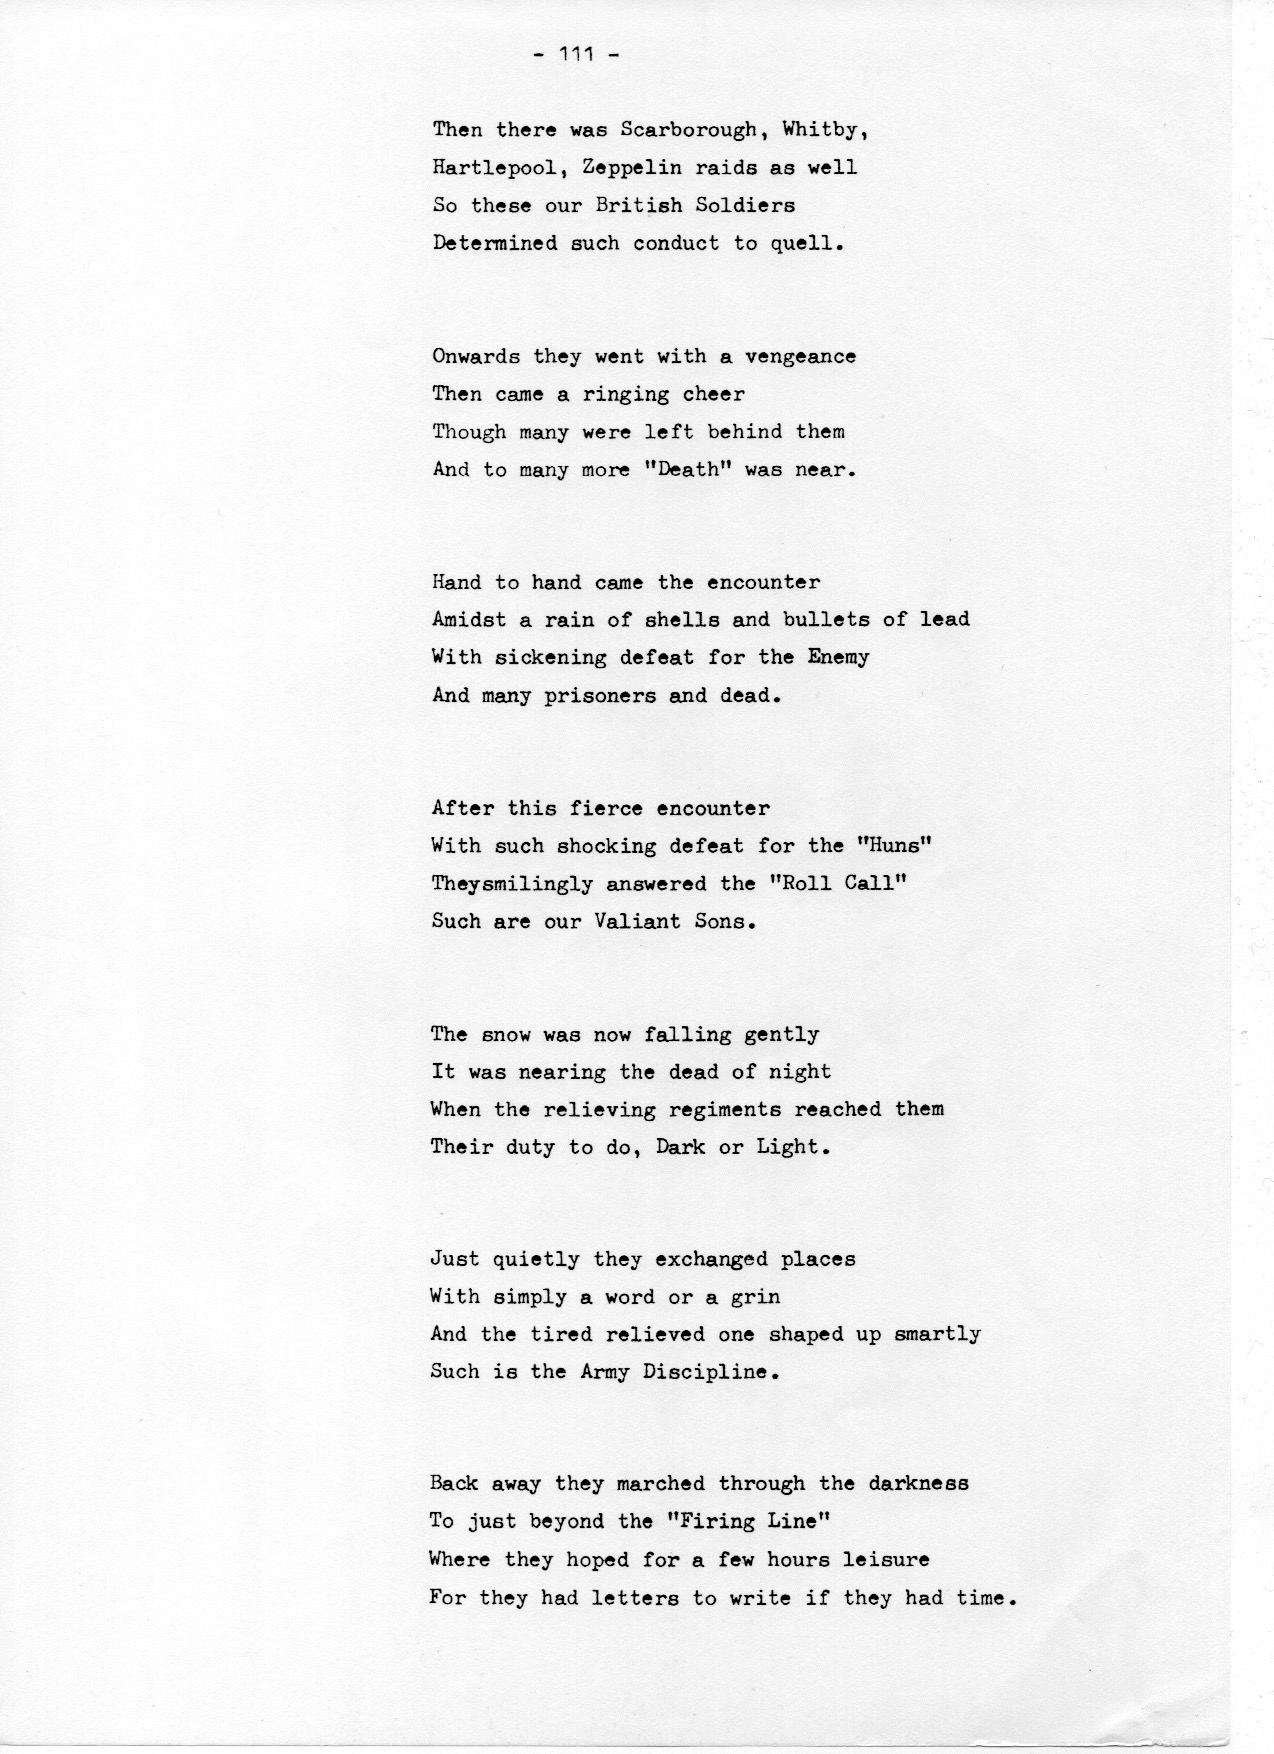 - 111 -
Then there was Scarborough, Whitby,
Hartlepool, Zeppelin raids as well
So these our British Soldiers
Determined such conduct to quell.
Onwards they went with a vengeance
Then came a ringing cheer
Though many were left behind them
And to many more "Death" was near.
Hand to hand came the encounter
Amidst a rain of shells and bullets of lead
With sickening defeat for the Enemy
And many prisoners and dead.
After this fierce encounter
With such shocking defeat for the "Huns"
Theysmilingly answered the "Roll Call"
Such are our Valiant Sons.
The snow was now falling gently
It was nearing the dead of night
When the relieving regiments reached them
Their duty to do, Dark or Light.
Just quietly they exchanged places
With simply a word or a grin
And the tired relieved one shaped up smartly
Such is the Army Discipline.
Back away they marched through the darkness
To just beyond the "Firing Line"
Where they hoped for a few hours leisure
For they had letters to write if they had time.